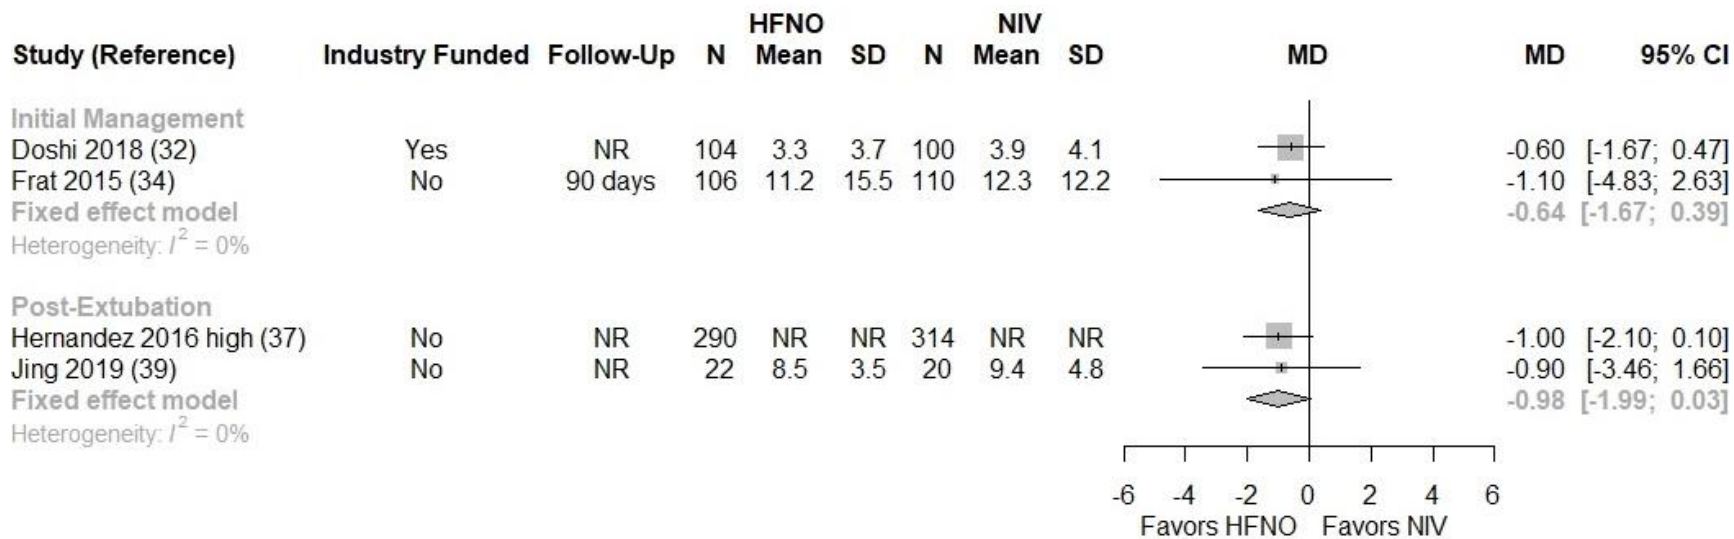 HFNO NIV
Study (Reference) Industry Funded Follow-Up N Mean SD N Mean SD MD MD 95% CI
Initial Management
Doshi 2018 (32) Yes NR 104 3.3 3.7 100 3.9 4.1 -0.60 [-1.67; 0.47]
Frat 2015 (34) No 90 days 106 11.2 15.5 110 12.3 12.2 -1.10 [-4.83; 2.63]
Fixed effect model -0.64 [-1.67; 0.39]
Heterogeneity: I² = 0%
Post-Extubation
Hernandez 2016 high (37) No NR 290 NR NR 314 NR NR -1.00 [-2.10; 0.10]
Jing 2019 (39) No NR 22 8.5 3.5 20 9.4 4.8 -0.90 [-3.46; 1.66]
Fixed effect model -0.98 [-1.99; 0.03]
Heterogeneity: I² = 0%
-6 -4 -2 0 2 4 6
Favors HFNO Favors NIV